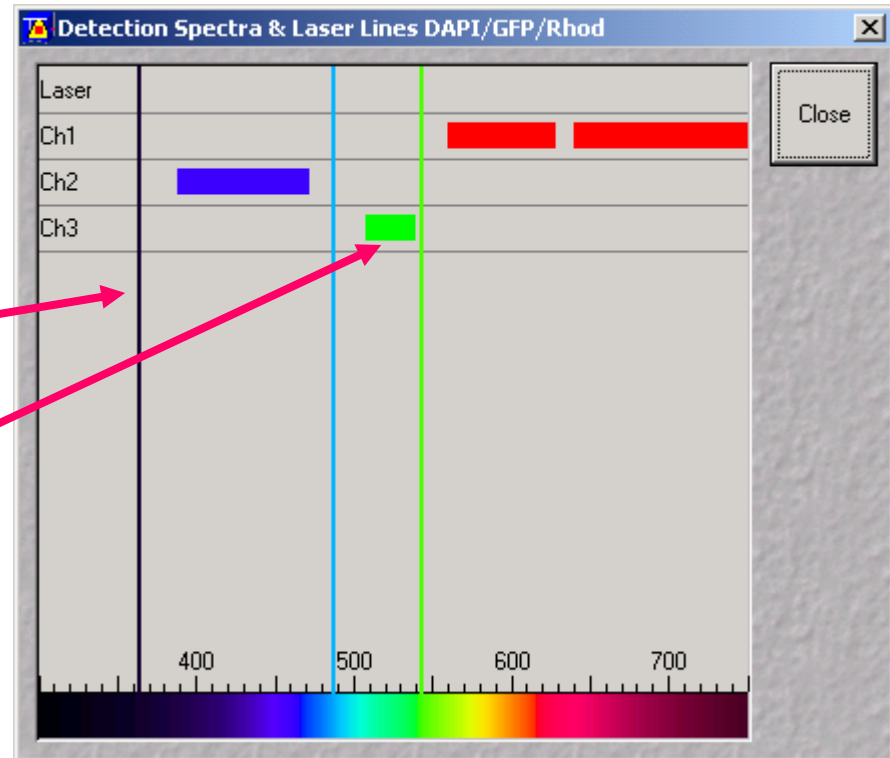 Detection Spectra & Laser Lines DAPI/GFP/Rhod
Close
Laser
Ch1
Ch2
Ch3
400 500 600 700